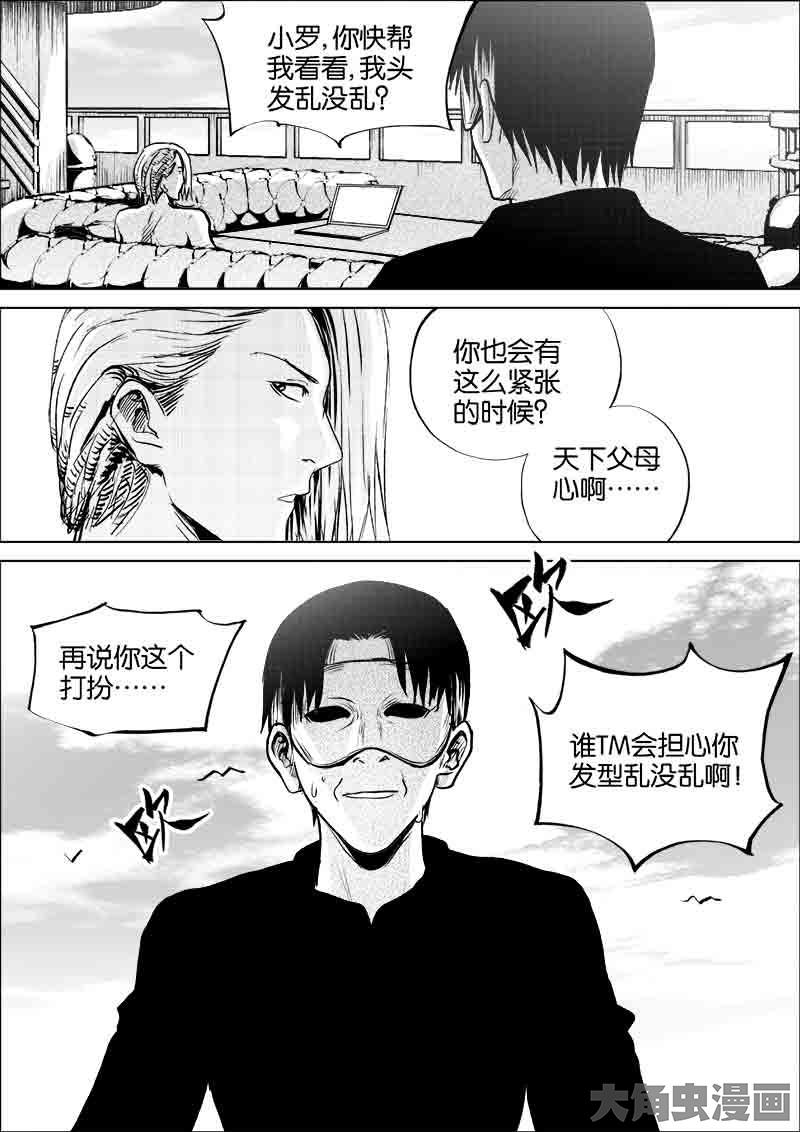 小罗,你快帮
我看看,我头
发乱没乱?
你也会有
这么紧张
的时候?
天下父母
心啊……
欧
再说你这个
打扮……
谁TM会担心你
发型乱没乱啊!
欧
大角虫漫画